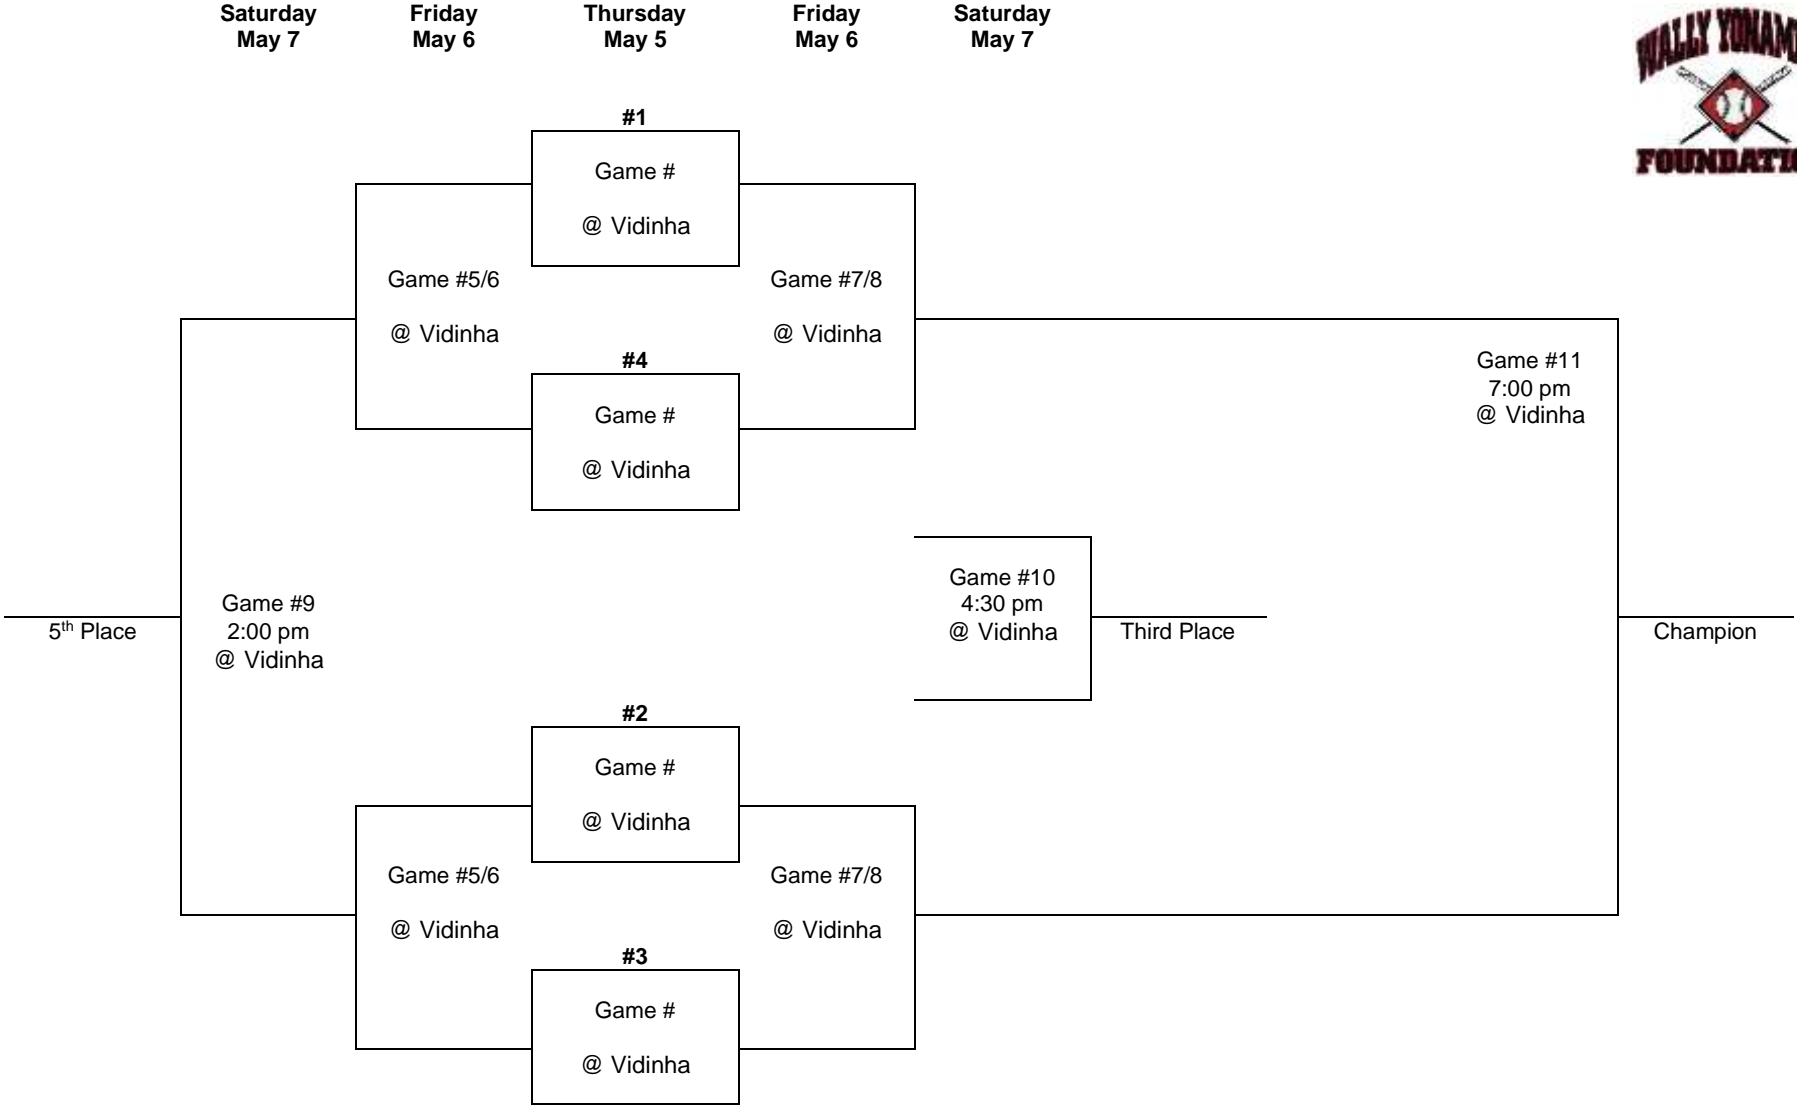 Saturday Friday Thursday Friday Saturday
May 7 May 6 May 5 May 6 May 7
WALLY
FOUNDATIO
#1
Game #
@ Vidinha
Game #5/6
Game #7/8
@ Vidinha
@ Vidinha
#4
Game #
@ Vidinha
Game #11
7:00 pm
@ Vidinha
Game #9
2:00 pm
@ Vidinha
5th Place
Game #10
4:30 pm
@ Vidinha
Third Place
Champion
#2
Game #
@ Vidinha
Game #5/6
Game #7/8
@ Vidinha
@ Vidinha
#3
Game #
@ Vidinha